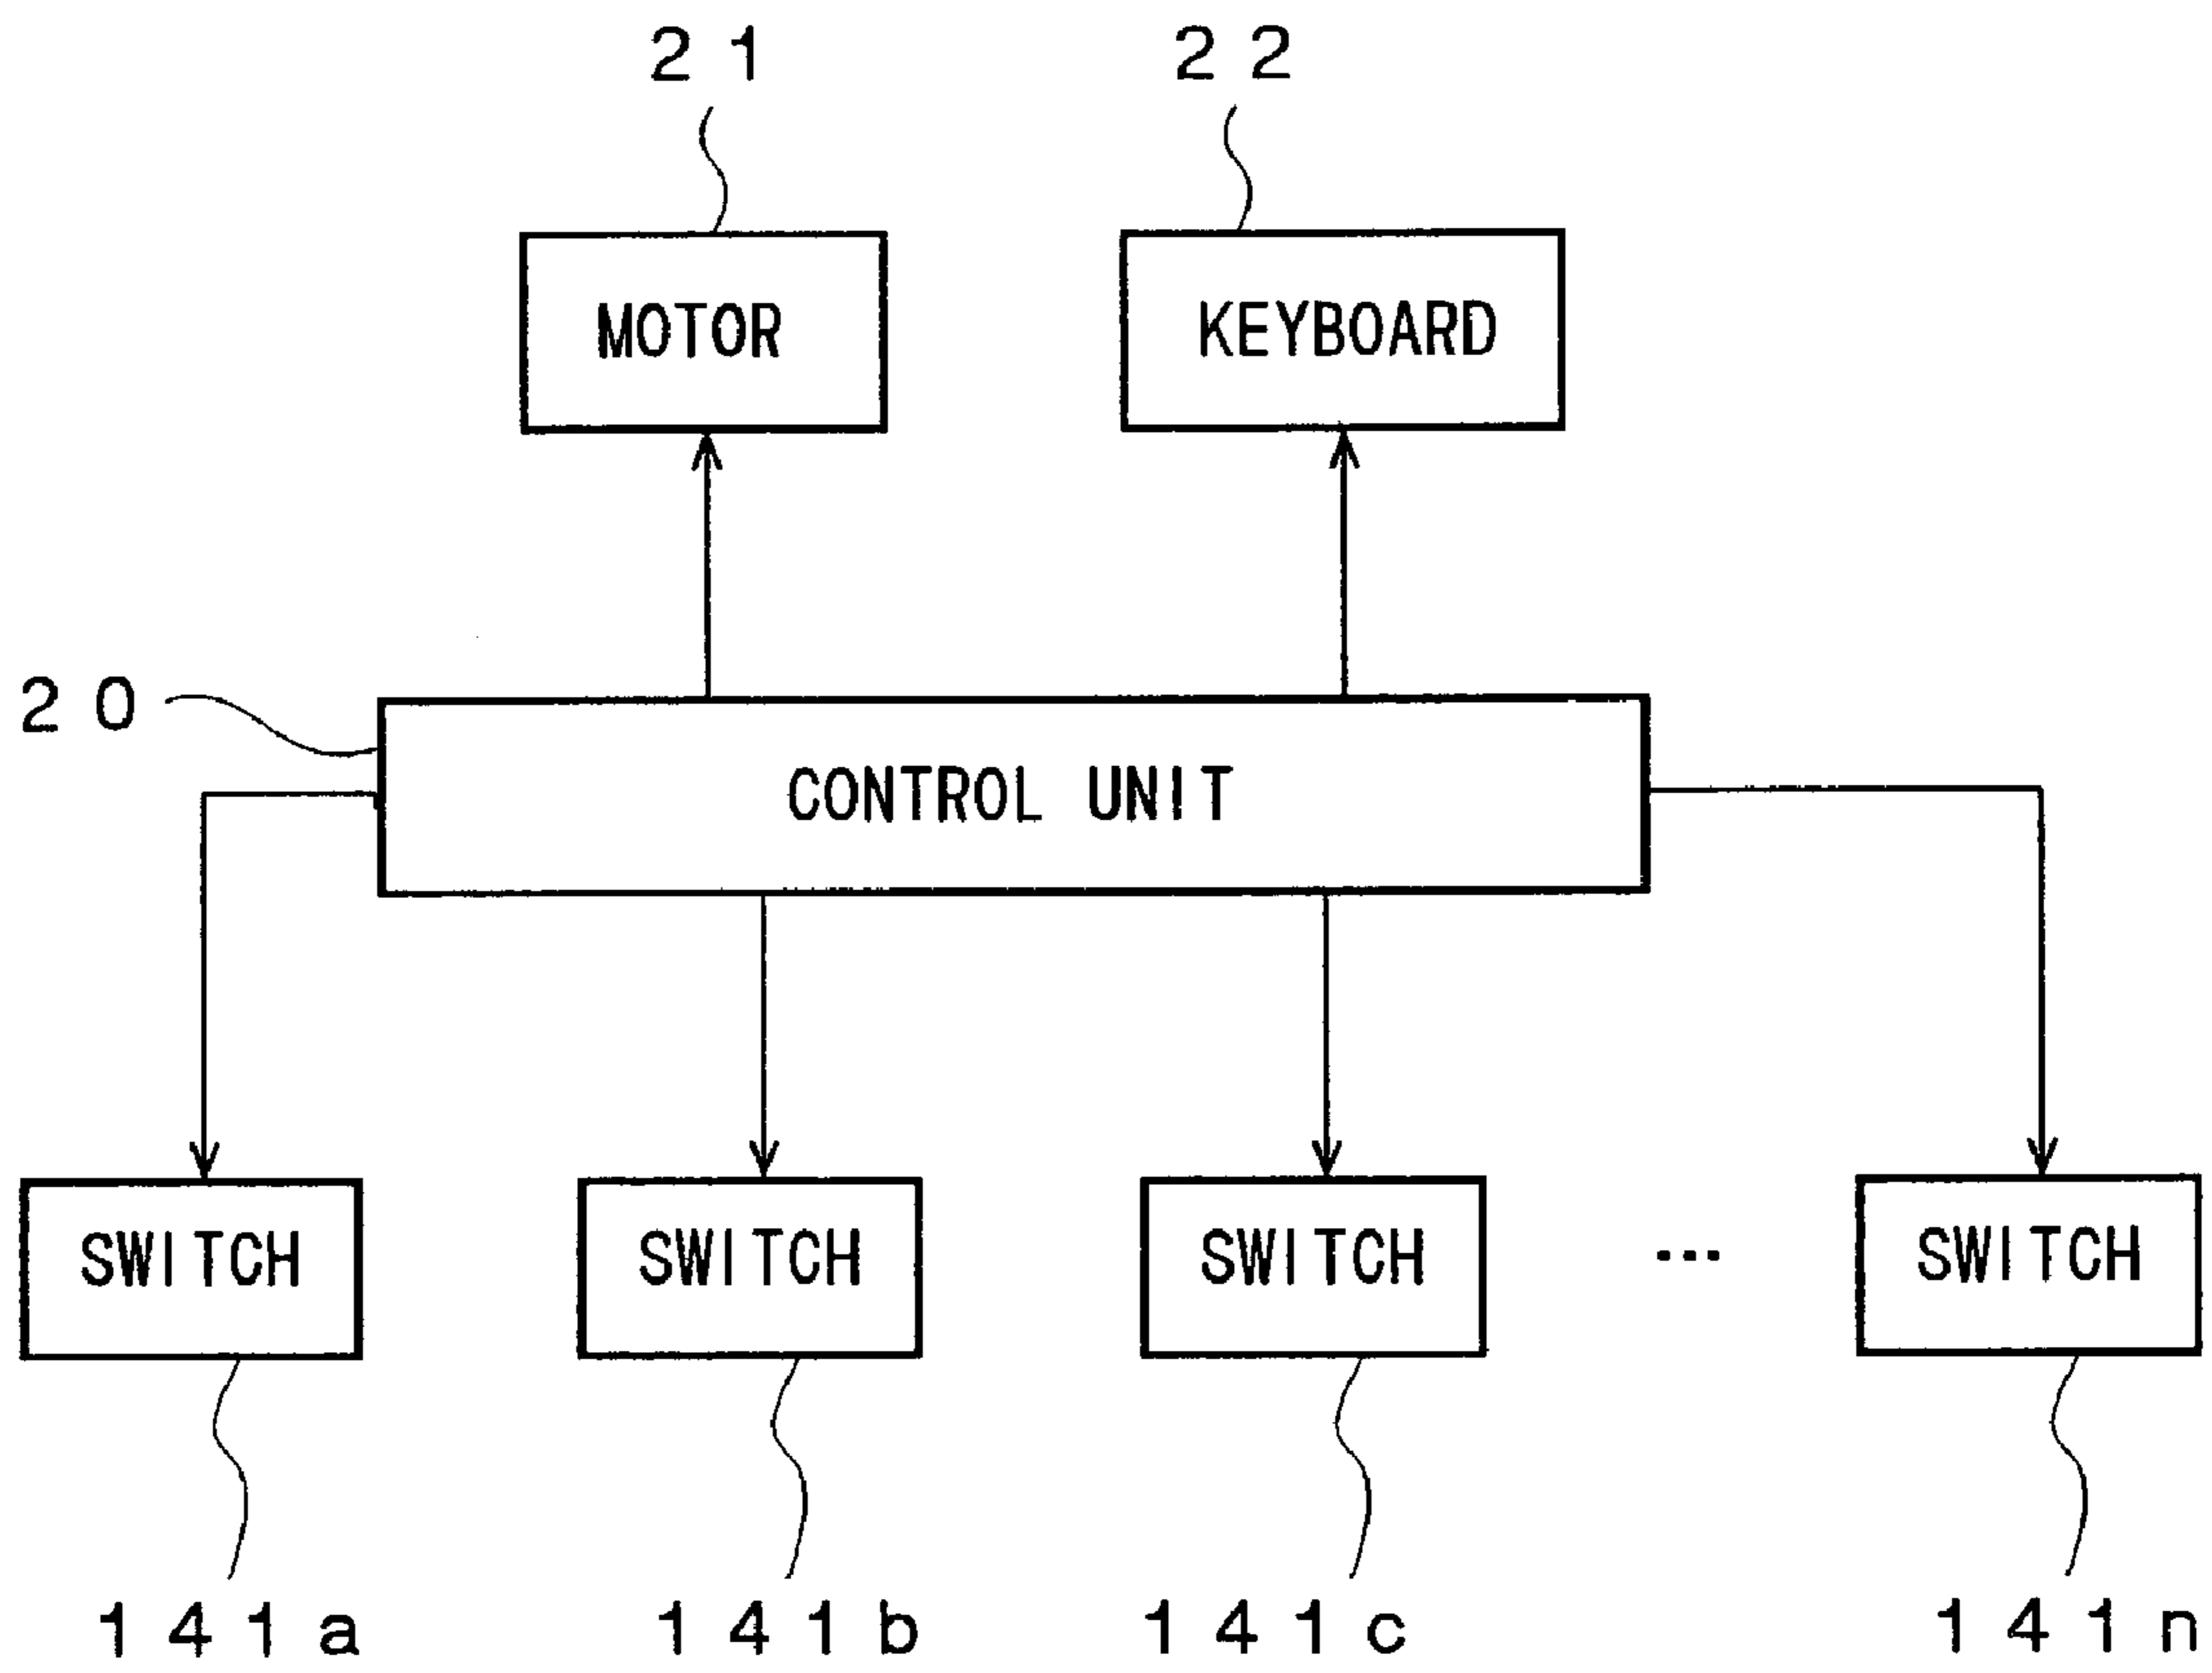 21 22
MOTOR KEYBOARD
20
CONTROL UNIT
SWITCH SWITCH SWITCH ... SWITCH
141a 141b 141c 141n